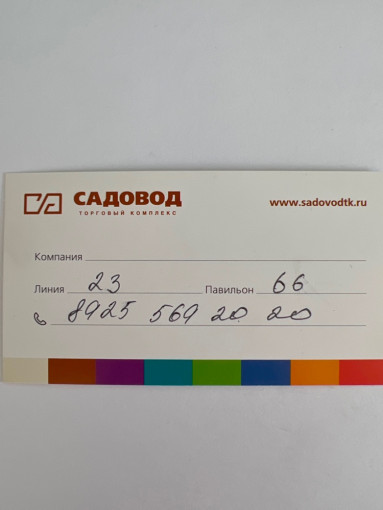 САДОВОД
ТОРГОВЫЙ КОМПЛЕКС
www.sadovodtk.ru
Компания
Линия 23 Павильон 66
8925 569 20 20